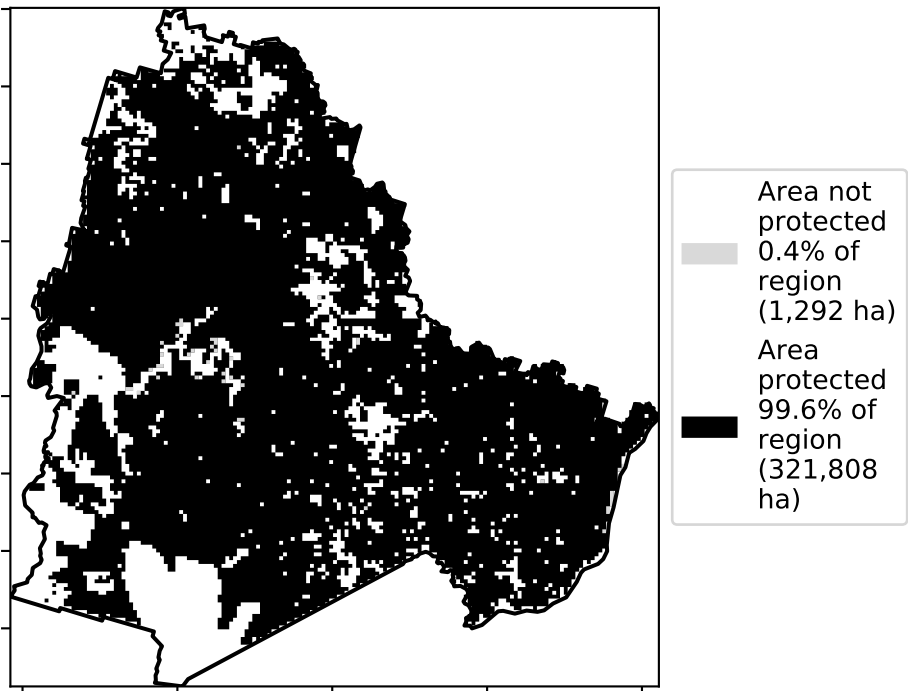 Area not
protected
0.4% of
region
(1,292 ha)
Area
protected
99.6% of
region
(321,808
ha)